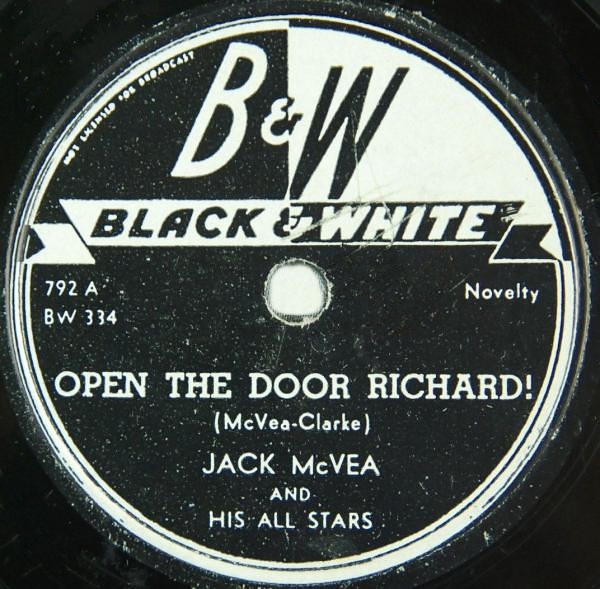 NOT LICENSED FOR BROADCAST
B&W
BLACK & WHITE
792 A
Novelty
BW 334
OPEN THE DOOR RICHARD!
(McVea-Clarke)
JACK McVEA
AND
HIS ALL STARS